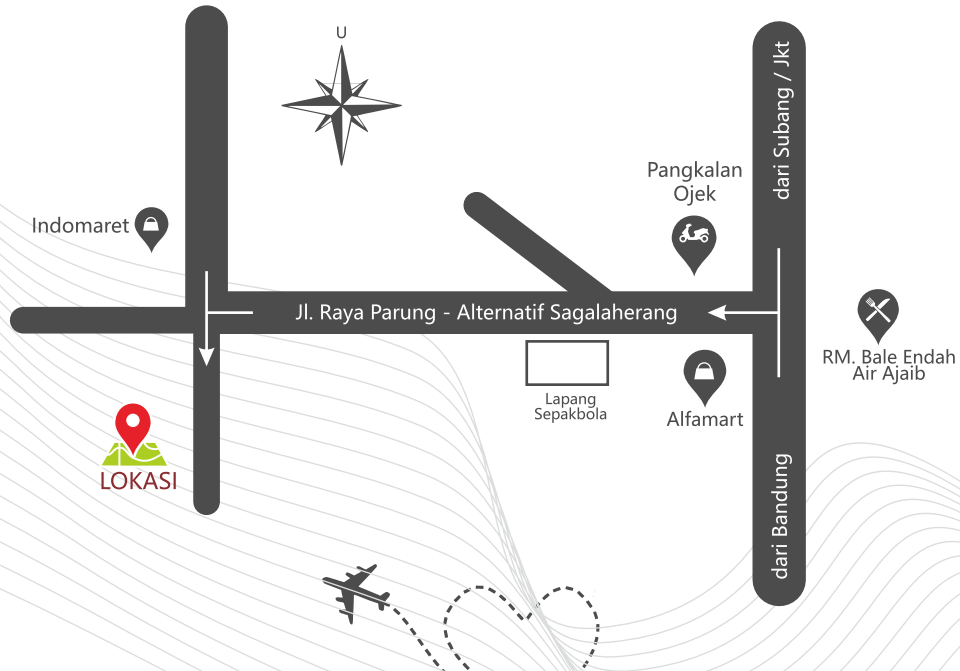 U
dari Subang / Jkt
Pangkalan
Ojek
Indomaret
Jl. Raya Parung - Alternatif Sagalaherang
RM. Bale Endah
Air Ajaib
Lapang
Sepakbola
Alfamart
LOKASI
dari Bandung